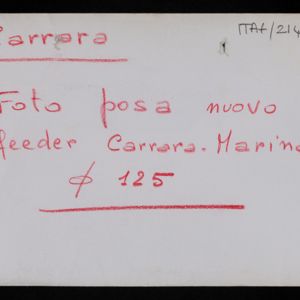 Carrara
ITAf/214
Foto posa nuovo
feeder Carrara-Marina
ϕ 125